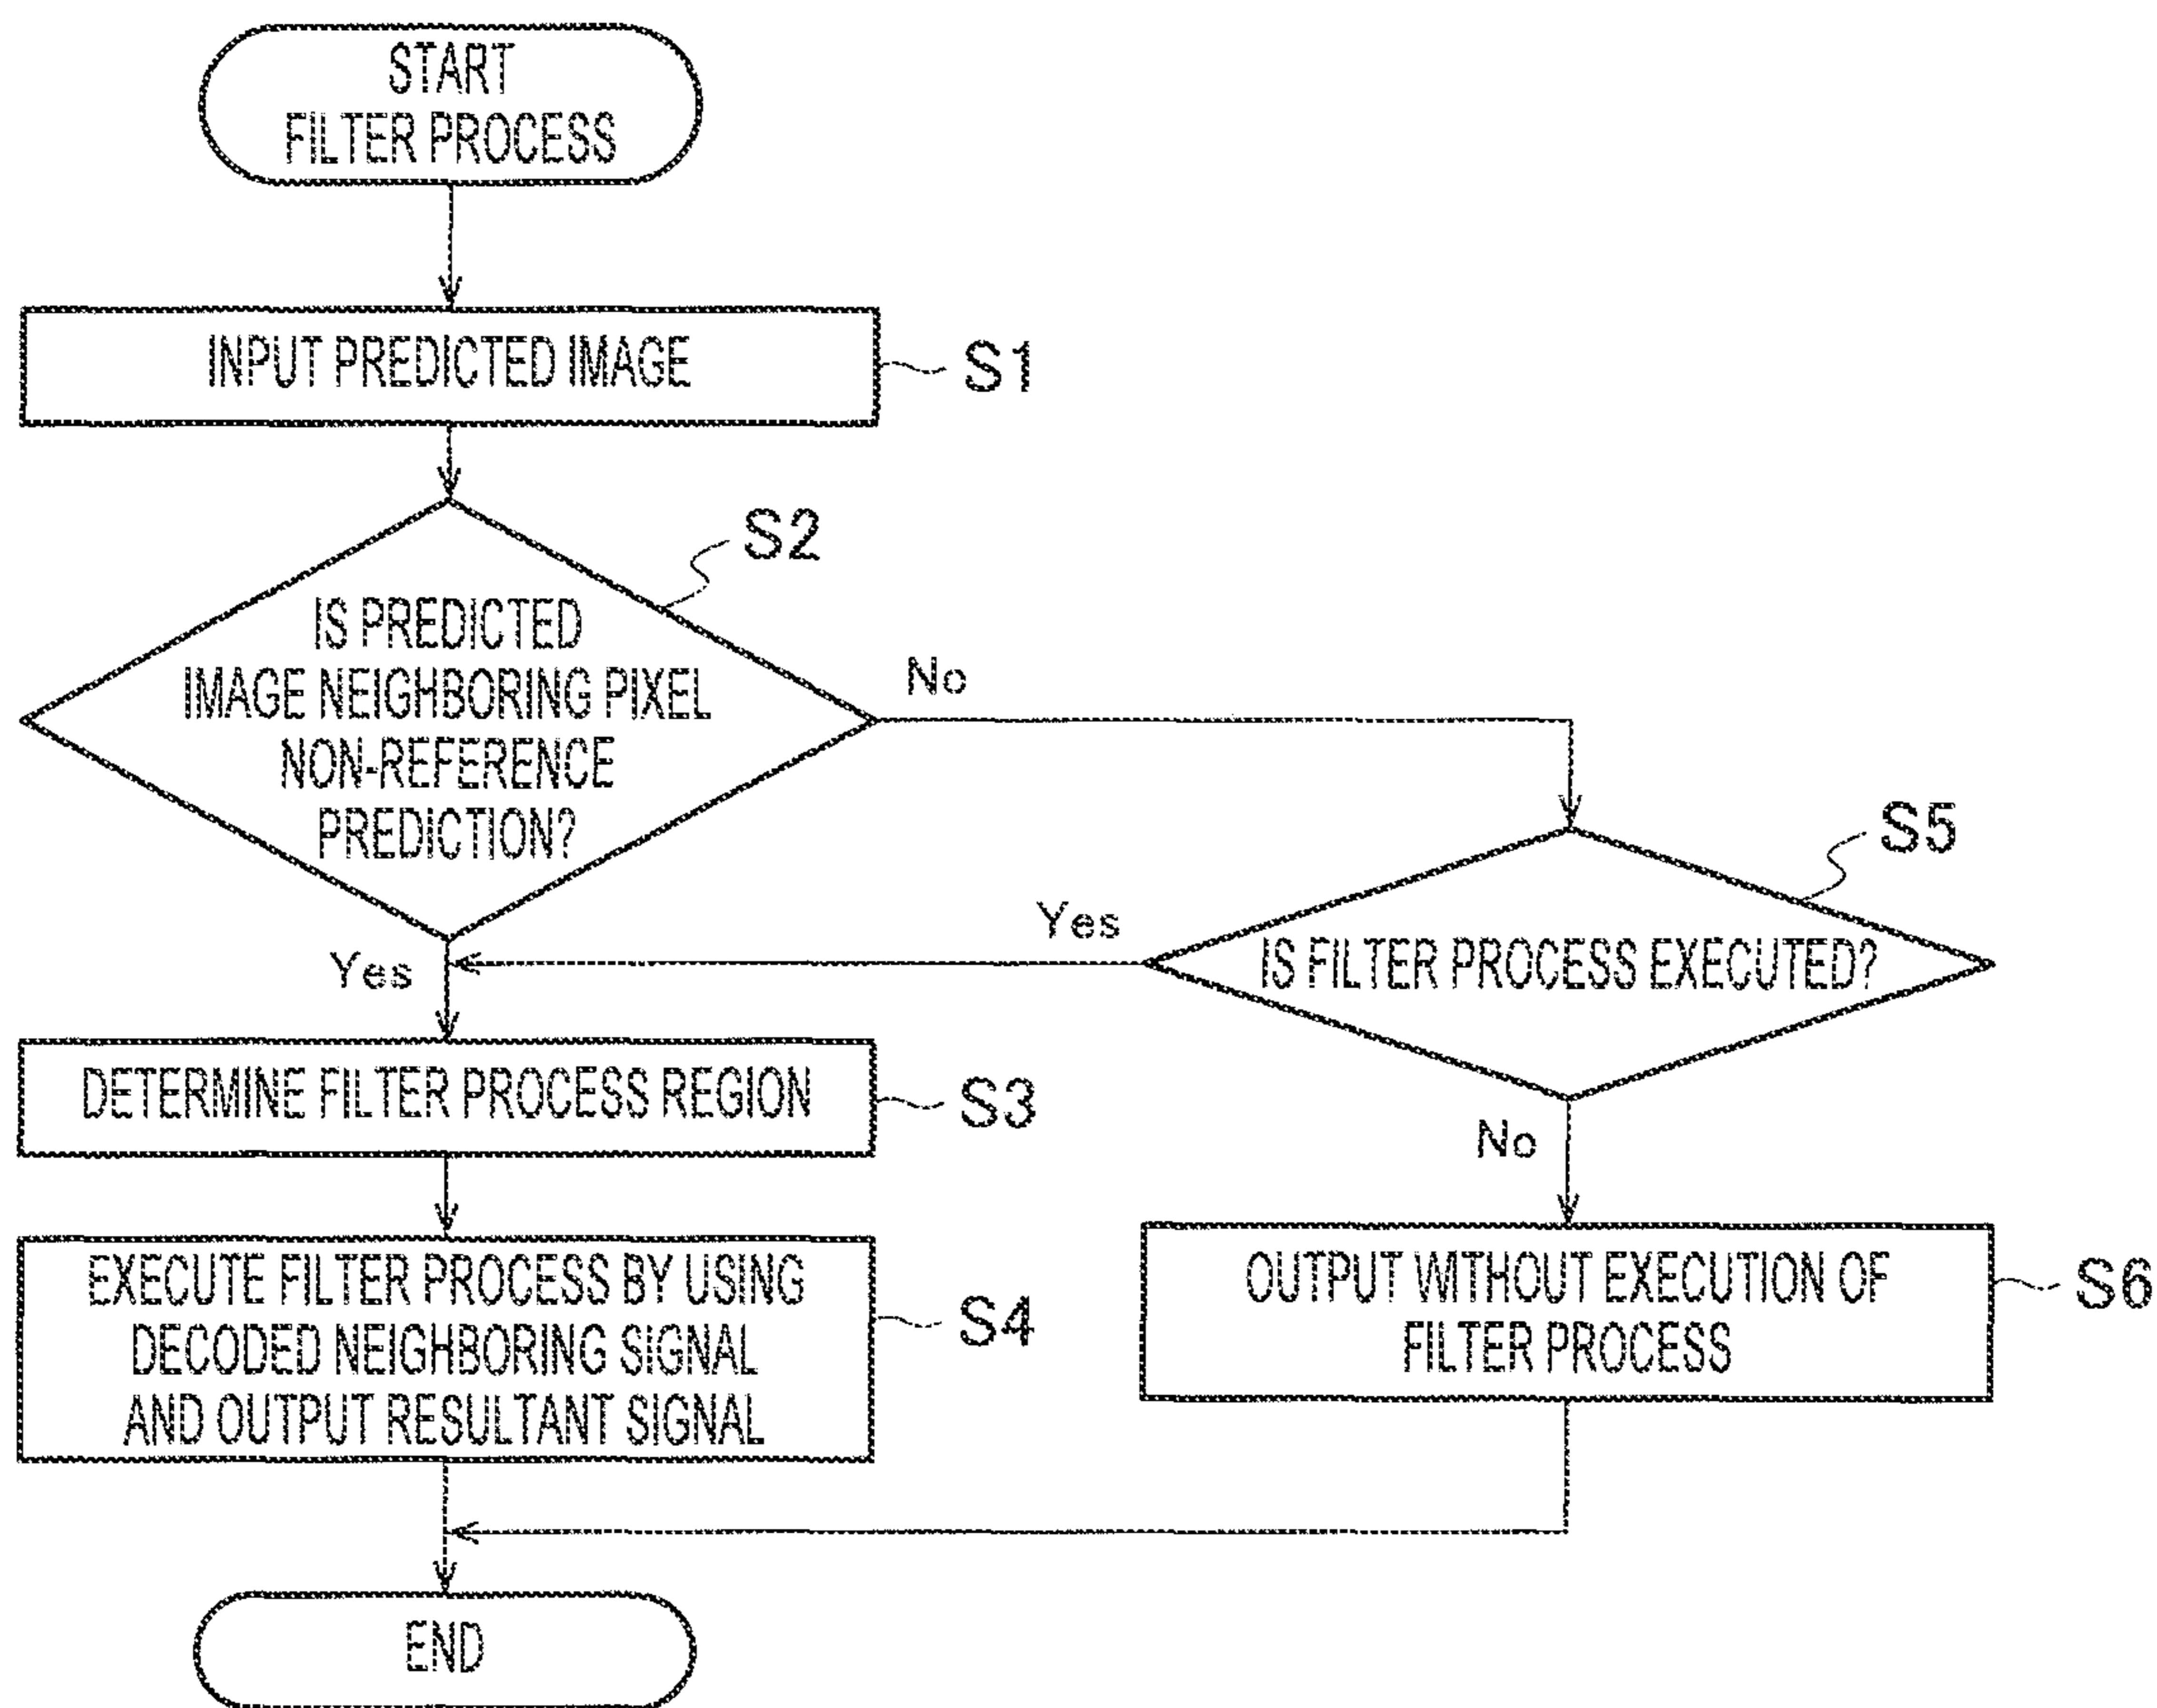 START
FILTER PROCESS
INPUT PREDICTED IMAGE
S1
S2
IS PREDICTED
IMAGE NEIGHBORING PIXEL
NON-REFERENCE
PREDICTION?
No
Yes
S5
IS FILTER PROCESS EXECUTED?
Yes
No
DETERMINE FILTER PROCESS REGION
S3
EXECUTE FILTER PROCESS BY USING
DECODED NEIGHBORING SIGNAL
AND OUTPUT RESULTANT SIGNAL
S4
OUTPUT WITHOUT EXECUTION OF
FILTER PROCESS
S6
END